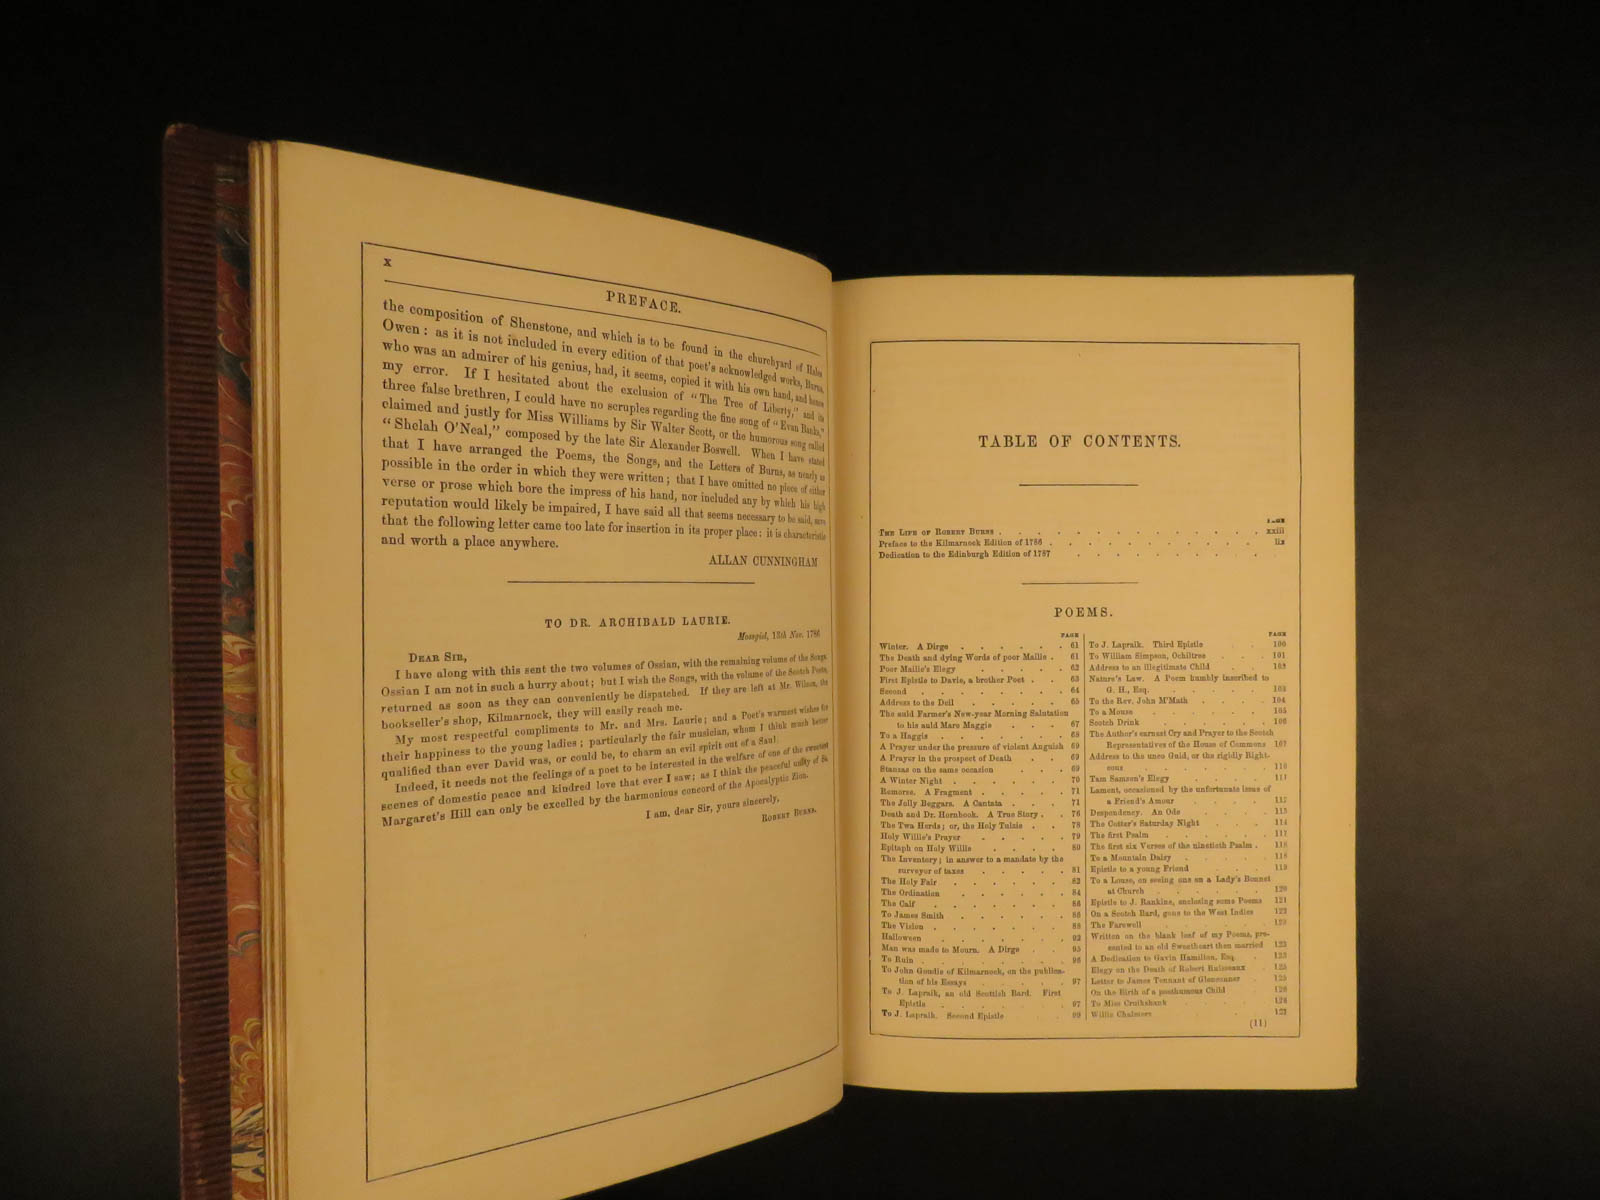 x
PREFACE.
the composition of Shenstone, and which is to be found in the churchyard of Hales
Owen : as it is not included in every edition of that poet's acknowledged works, Burns,
who was an admirer of his genius, had, it seems, copied it with his own hand, and hence
my error. If I hesitated about the exclusion of "The Tree of Liberty," and its
three false brethren, I could have no scruples regarding the fine song of "Evan Banks,"
claimed and justly for Miss Williams by Sir Walter Scott, or the humorous song called
"Shelah O'Neal," composed by the late Sir Alexander Boswell. When I have stated
that I have arranged the Poems, the Songs, and the Letters of Burns, as nearly as
possible in the order in which they were written ; that I have omitted no piece of either
verse or prose which bore the impress of his hand, nor included any by which his high
reputation would likely be impaired, I have said all that seems necessary to be said, save
that the following letter came too late for insertion in its proper place : it is characteristic
and worth a place anywhere.
ALLAN CUNNINGHAM
TO DR. ARCHIBALD LAURIE.
Mossgiel, 13th Nov. 1786
DEAR SIR,
I have along with this sent the two volumes of Ossian, with the remaining volume of the Songs.
Ossian I am not in such a hurry about ; but I wish the Songs, with the volume of the Scotch Poets,
returned as soon as they can conveniently be dispatched. If they are left at Mr. Wilson, the
bookseller's shop, Kilmarnock, they will easily reach me.
My most respectful compliments to Mr. and Mrs. Laurie ; and a Poet's warmest wishes for
their happiness to the young ladies ; particularly the fair musician, whom I think much better
qualified than ever David was, or could be, to charm an evil spirit out of a Saul.
Indeed, it needs not the feelings of a poet to be interested in the welfare of one of the sweetest
scenes of domestic peace and kindred love that ever I saw ; as I think the peaceful unity of St.
Margaret's Hill can only be excelled by the harmonious concord of the Apocalyptic Zion.
I am, dear Sir, yours sincerely,
ROBERT BURNS.
TABLE OF CONTENTS.
PAGE
THE LIFE OF ROBERT BURNS . . . . . . . . . . xxiii
Preface to the Kilmarnock Edition of 1786 . . . . . . . . lix
Dedication to the Edinburgh Edition of 1787 . . . . . . .
POEMS.
PAGE
Winter. A Dirge . . . . . . 61
The Death and dying Words of poor Mailie . 61
Poor Mailie's Elegy . . . . . 62
First Epistle to Davie, a brother Poet . . 63
Second . . . . . . . . 64
Address to the Deil . . . . . 65
The auld Farmer's New-year Morning Salutation
to his auld Mare Maggie . . . 67
To a Haggis . . . . . . . 68
A Prayer under the pressure of violent Anguish 69
A Prayer in the prospect of Death . . 69
Stanzas on the same occasion . . . 69
A Winter Night . . . . . . 70
Remorse. A Fragment . . . . . 71
The Jolly Beggars. A Cantata . . . 71
Death and Dr. Hornbook. A True Story . . 76
The Twa Herds ; or, the Holy Tulzie . . 78
Holy Willie's Prayer . . . . . 79
Epitaph on Holy Willie . . . . 80
The Inventory ; in answer to a mandate by the
surveyor of taxes . . . . . 81
The Holy Fair . . . . . . 82
The Ordination . . . . . . 84
The Calf . . . . . . . 86
To James Smith . . . . . . 86
The Vision . . . . . . . 88
Halloween . . . . . . . 92
Man was made to Mourn. A Dirge . . 95
To Ruin . . . . . . . . 96
To John Goudie of Kilmarnock, on the publica-
tion of his Essays . . . . . 97
To J. Lapraik, an old Scottish Bard. First
Epistle . . . . . . . 97
To J. Lapraik. Second Epistle . . 99
PAGE
To J. Lapraik. Third Epistle . . 100
To William Simpson, Ochiltree . . . 101
Address to an illegitimate Child . . 103
Nature's Law. A Poem humbly inscribed to
G. H., Esq. . . . . . 103
To the Rev. John M'Math . . . . 104
To a Mouse . . . . . . 105
Scotch Drink . . . . . . 106
The Author's earnest Cry and Prayer to the Scotch
Representatives of the House of Commons 107
Address to the unco Guid, or the rigidly Right-
eous . . . . . . 110
Tam Samson's Elegy . . . . . 111
Lament, occasioned by the unfortunate issue of
a Friend's Amour . . . . 112
Despondency. An Ode . . . . 113
The Cotter's Saturday Night . . . 114
The first Psalm . . . . . . 117
The first six Verses of the ninetieth Psalm . 118
To a Mountain Daisy . . . . . 118
Epistle to a young Friend . . . 119
To a Louse, on seeing one on a Lady's Bonnet
at Church . . . . . . 120
Epistle to J. Rankine, enclosing some Poems 121
On a Scotch Bard, gone to the West Indies 122
The Farewell . . . . . 123
Written on the blank leaf of my Poems, pre-
sented to an old Sweetheart then married 123
A Dedication to Gavin Hamilton, Esq. . 123
Elegy on the Death of Robert Ruisseaux . 125
Letter to James Tennant of Glenconner . 125
On the Birth of a posthumous Child . 126
To Miss Cruikshank . . . 126
Willie Chalmers . . . 127
(11)